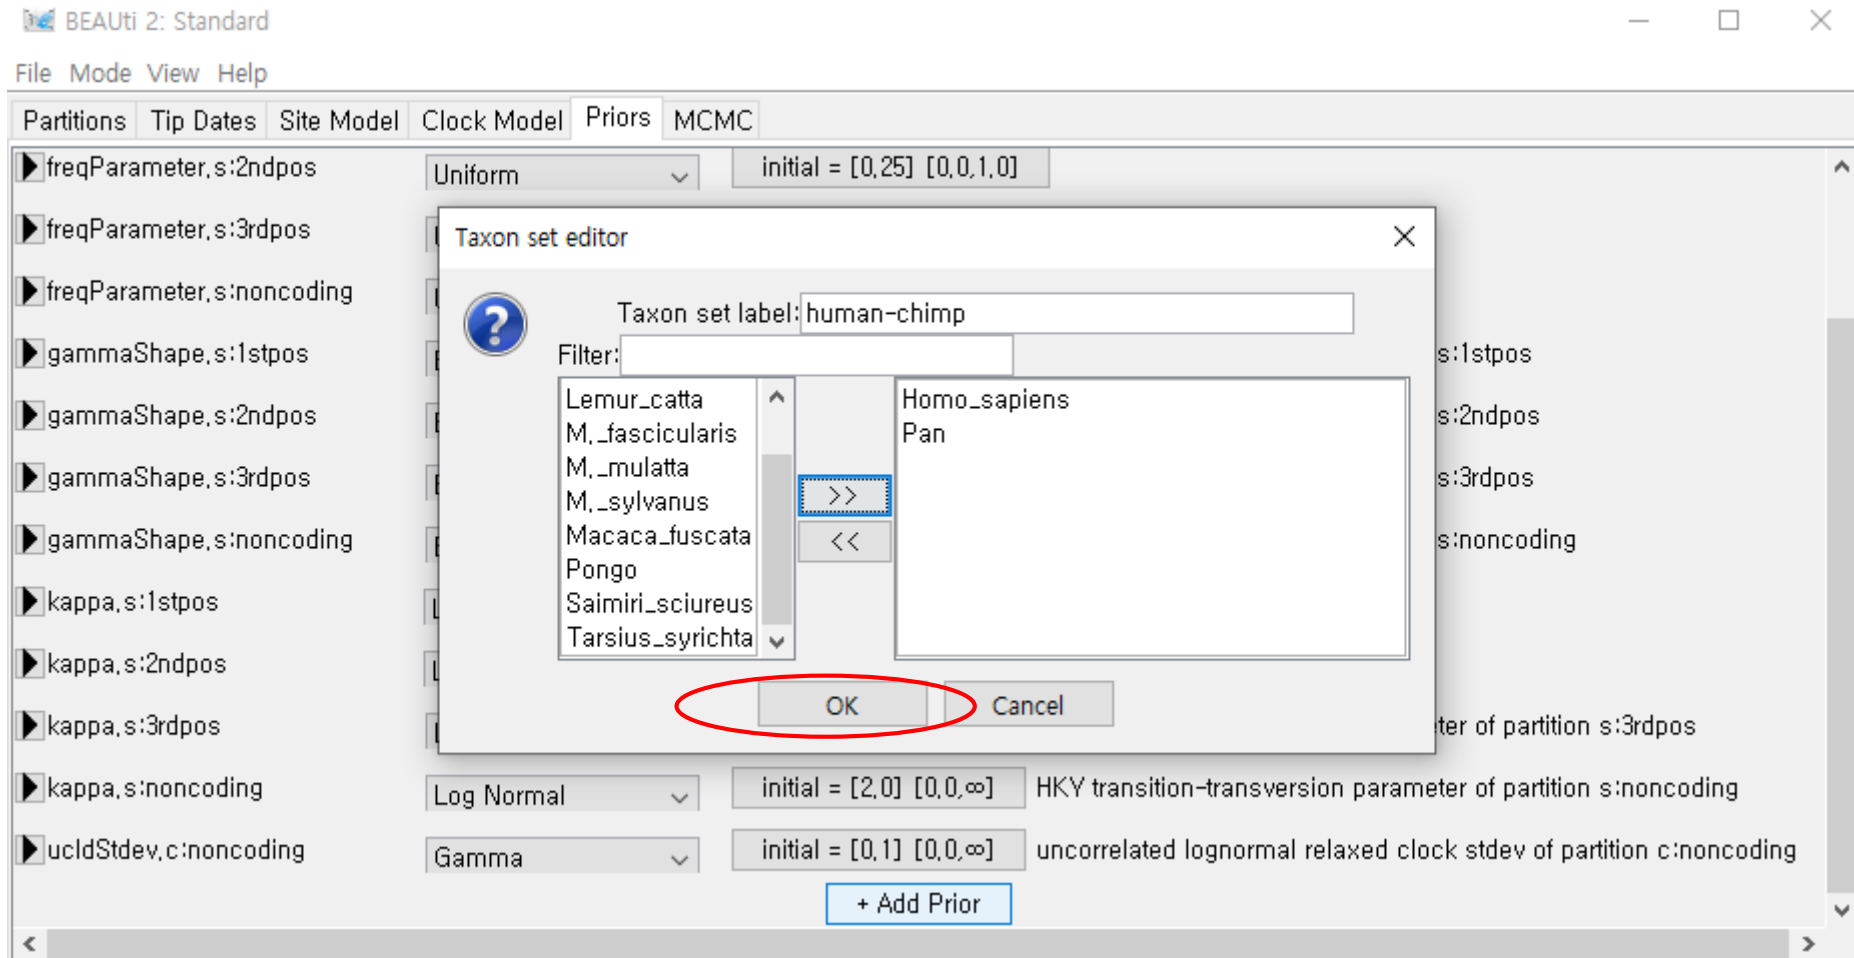 BEAUti 2: Standard
File Mode View Help
Partitions Tip Dates Site Model Clock Model Priors MCMC
freqParameter,s:2ndpos Uniform initial = [0,25] [0,0,1,0]
freqParameter,s:3rdpos
freqParameter,s:noncoding
gammaShape,s:1stpos s:1stpos
gammaShape,s:2ndpos s:2ndpos
gammaShape,s:3rdpos s:3rdpos
gammaShape,s:noncoding s:noncoding
kappa,s:1stpos
kappa,s:2ndpos
kappa,s:3rdpos ter of partition s:3rdpos
kappa,s:noncoding Log Normal initial = [2,0] [0,0,∞] HKY transition-transversion parameter of partition s:noncoding
ucldStdev,c:noncoding Gamma initial = [0,1] [0,0,∞] uncorrelated lognormal relaxed clock stdev of partition c:noncoding
+ Add Prior
Taxon set editor
Taxon set label: human-chimp
Filter:
Lemur_catta
M,_fascicularis
M,_mulatta
M,_sylvanus
Macaca_fuscata
Pongo
Saimiri_sciureus
Tarsius_syrichta
>>
<<
Homo_sapiens
Pan
OK Cancel